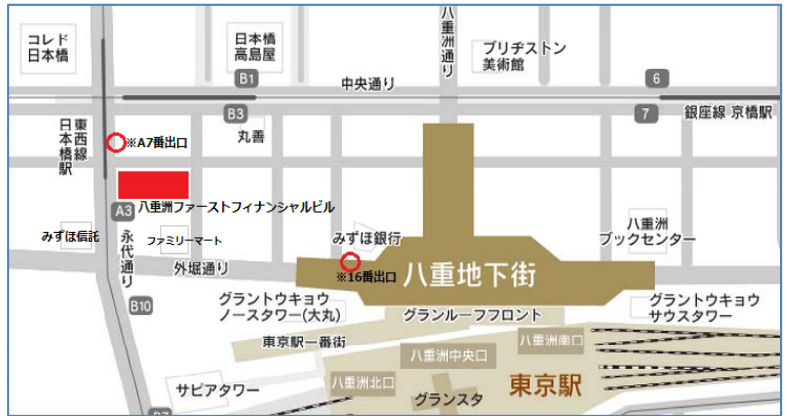 コレド
日本橋
日本橋
高島屋
八重洲通り
ブリヂストン
美術館
B1
中央通り
6
B3
7
銀座線 京橋駅
東西線
日本橋駅
※A7番出口
丸善
八重洲ファーストフィナンシャルビル
A3
みずほ信託
永代通り
ファミリーマート
みずほ銀行
八重洲
ブックセンター
外堀通り
※16番出口
八重地下街
B10
グラントウキョウ
ノースタワー(大丸)
グランルーフフロント
グラントウキョウ
サウスタワー
東京駅一番街
八重洲中央口
八重洲南口
サピアタワー
八重洲北口
グランスタ
東京駅